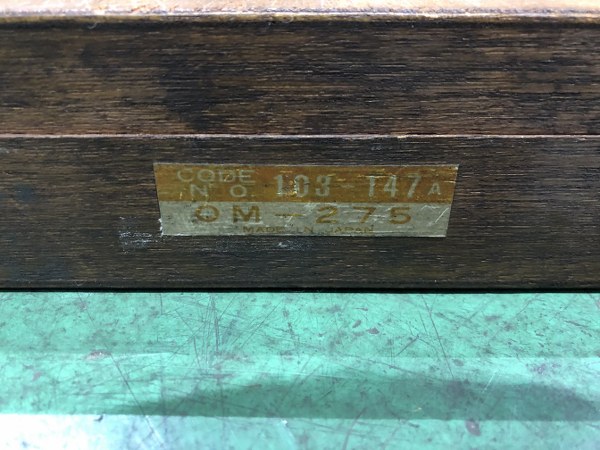 CODE
NO 103-147A
OM-275
MADE IN JAPAN